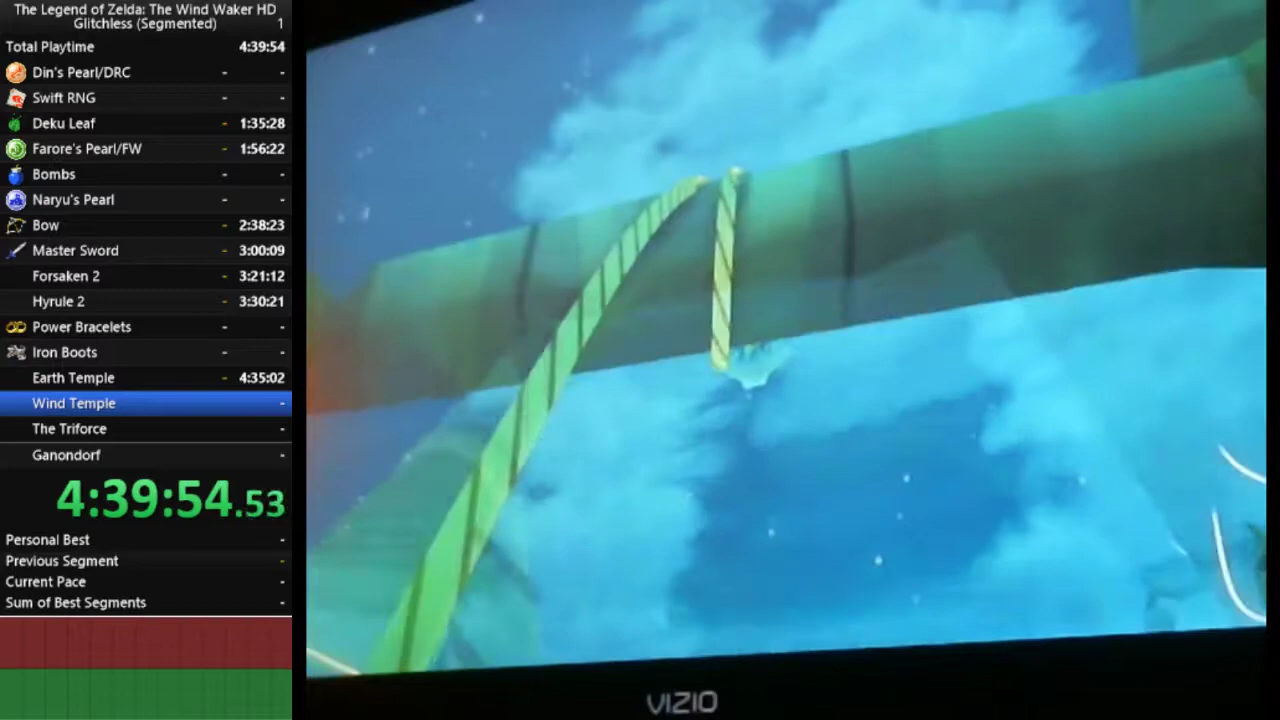 The Legend of Zelda: The Wind Waker HD
Glitchless (Segmented) 1
Total Playtime 4:39:54
Din's Pearl/DRC - -
Swift RNG - -
Deku Leaf - 1:35:28
Farore's Pearl/FW - 1:56:22
Bombs - -
Naryu's Pearl - -
Bow - 2:38:23
Master Sword - 3:00:09
Forsaken 2 - 3:21:12
Hyrule 2 - 3:30:21
Power Bracelets - -
Iron Boots - -
Earth Temple - 4:35:02
Wind Temple -
The Triforce -
Ganondorf -
4:39:54.53
Personal Best -
Previous Segment -
Current Pace -
Sum of Best Segments -
VIZIO